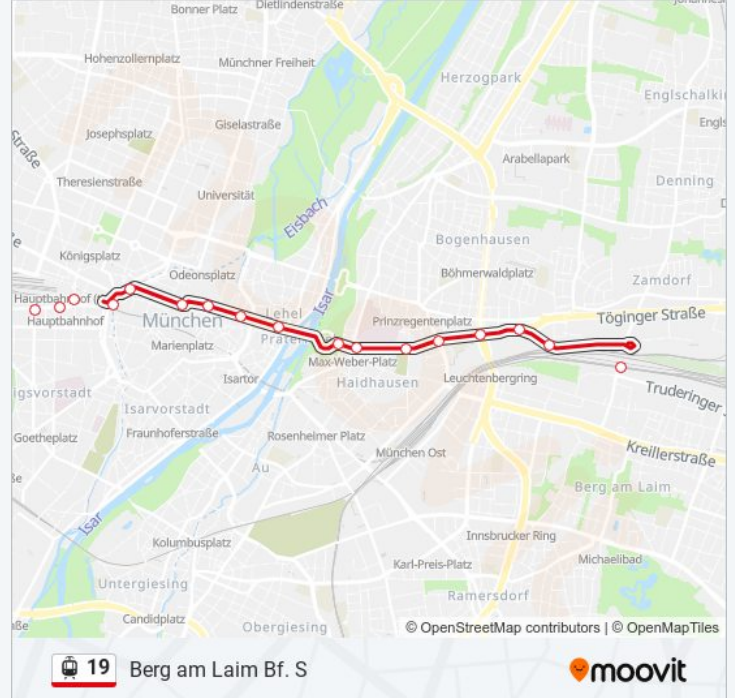 Bonner Platz
Dietlindenstraße
Hohenzollernplatz
Münchner Freiheit
Herzogpark
Englschalki
Josephsplatz
Giselastraße
Straße
Arabellapark
Theresienstraße
Universität
Denning
Eisbach
Königsplatz
Odeonsplatz
Bogenhausen
Böhmerwaldplatz
Zamdorf
Hauptbahnhof
Hauptbahnhof
München
Lehel
Isar
Prinzregentenplatz
Töginger Straße
Marienplatz
Max-Weber-Platz
Isartor
Haidhausen
Leuchtenbergring
igsvorstadt
Isarvorstadt
Truderinger
Goetheplatz
Fraunhoferstraße
Rosenheimer Platz
München Ost
Kreillerstraße
Au
Berg am Laim
Isar
Kolumbusplatz
Innsbrucker Ring
Karl-Preis-Platz
Michaelibad
Untergiesing
Ramersdorf
Candidplatz
Obergiesing
© OpenStreetMap contributors | © OpenMapTiles
19 Berg am Laim Bf. S
moovit